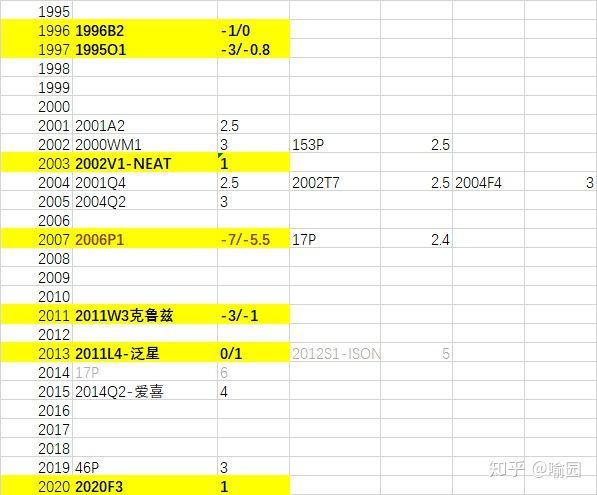 1995
1996 1996B2 -1/0
1997 1995O1 -3/-0.8
1998
1999
2000
2001 2001A2 2.5
2002 2000WM1 3 153P 2.5
2003 2002V1-NEAT 1
2004 2001Q4 2.5 2002T7 2.5 2004F4 3
2005 2004Q2 3
2006
2007 2006P1 -7/-5.5 17P 2.4
2008
2009
2010
2011 2011W3克鲁兹 -3/-1
2012
2013 2011L4-泛星 0/1 2012S1-ISON 5
2014 17P 6
2015 2014Q2-爱喜 4
2016
2017
2018
2019 46P 3
2020 2020F3 1
知乎 @喻园